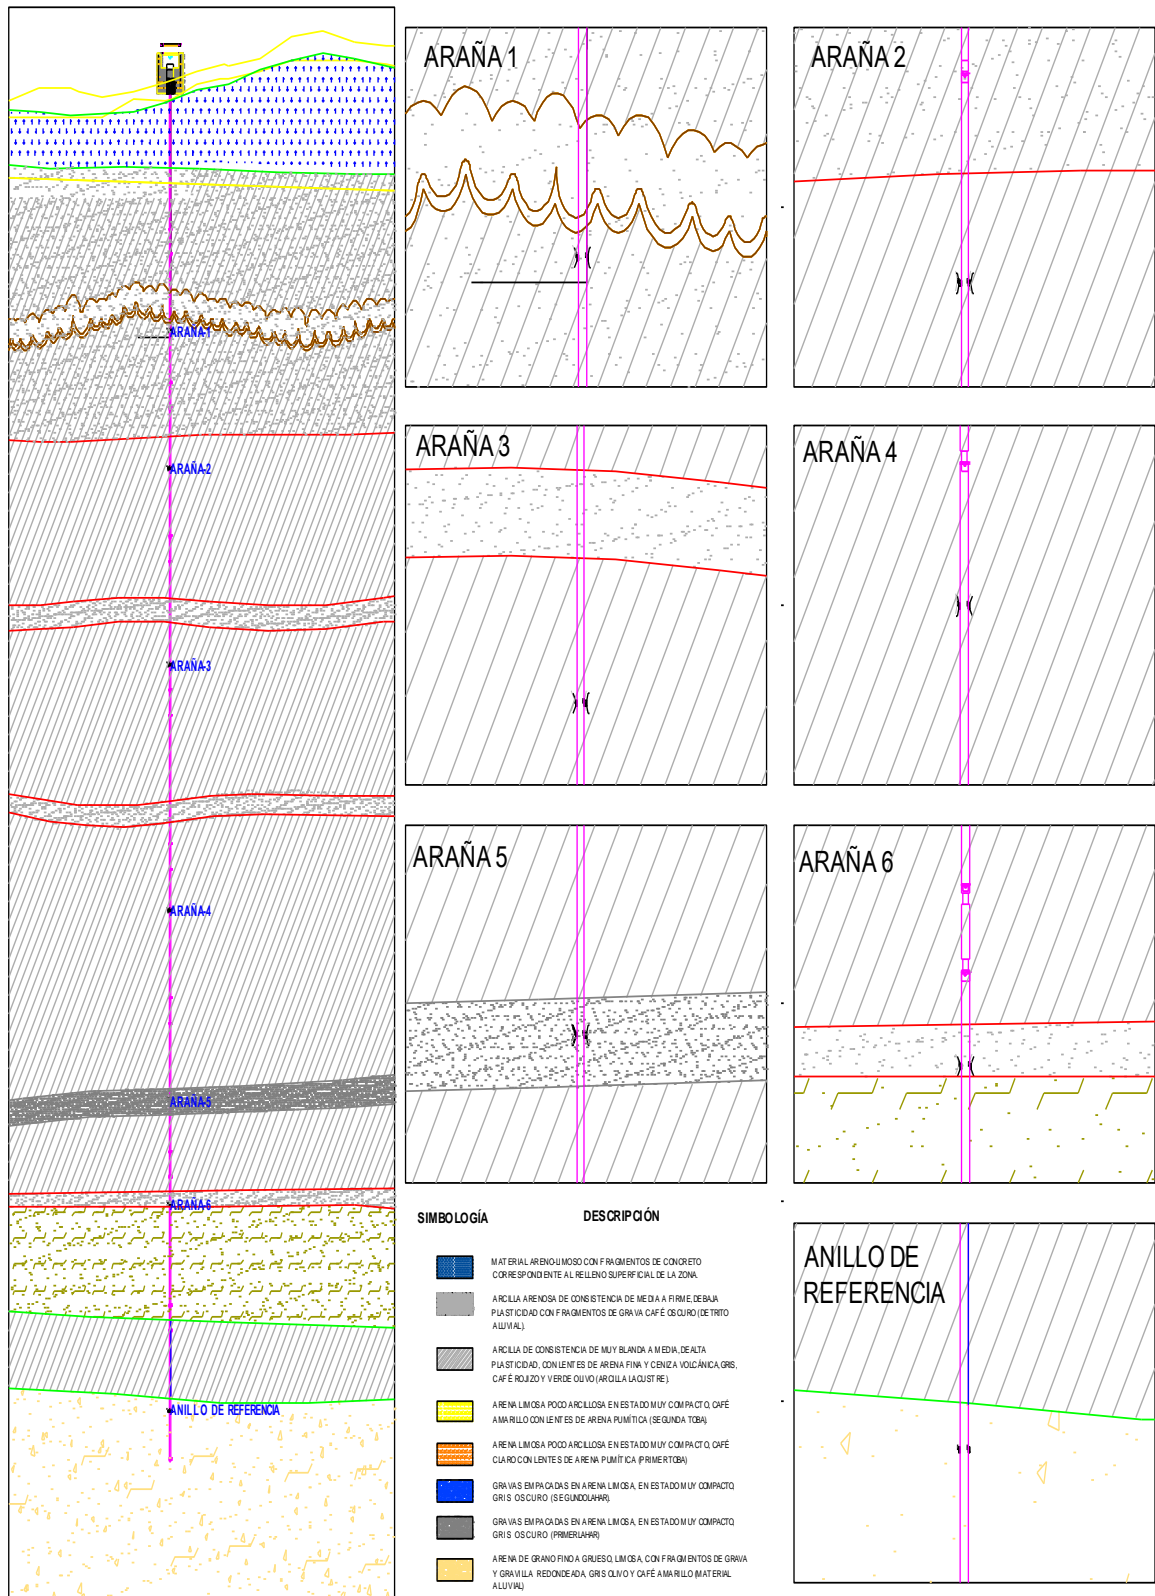 ARAÑA-1
ARAÑA-2
ARAÑA-3
ARAÑA-4
ARAÑA-5
ARAÑA-6
ANILLO DE REFERENCIA
ARAÑA 1
ARAÑA 2
ARAÑA 3
ARAÑA 4
ARAÑA 5
ARAÑA 6
ANILLO DE
REFERENCIA
SIMBOLOGÍA DESCRIPCIÓN
MATERIAL ARENO-LIMOSO CON FRAGMENTOS DE CONCRETO
CORRESPONDIENTE AL RELLENO SUPERFICIAL DE LA ZONA.
ARCILLA ARENOSA DE CONSISTENCIA DE MEDIA A FIRME, DE BAJA
PLASTICIDAD CON FRAGMENTOS DE GRAVA CAFÉ OSCURO (DETRITO
ALUVIAL).
ARCILLA DE CONSISTENCIA DE MUY BLANDA A MEDIA, DE ALTA
PLASTICIDAD, CON LENTES DE ARENA FINA Y CENIZA VOLCÁNICA, GRIS,
CAFÉ ROJIZO Y VERDE OLIVO (ARCILLA LACUSTRE).
ARENA LIMOSA POCO ARCILLOSA EN ESTADO MUY COMPACTO, CAFÉ
AMARILLO CON LENTES DE ARENA PUMÍTICA (SEGUNDA TOBA).
ARENA LIMOSA POCO ARCILLOSA EN ESTADO MUY COMPACTO, CAFÉ
CLARO CON LENTES DE ARENA PUMÍTICA (PRIMER TOBA)
GRAVAS EMPACADAS EN ARENA LIMOSA, EN ESTADO MUY COMPACTO,
GRIS OSCURO (SEGUNDO LAHAR).
GRAVAS EMPACADAS EN ARENA LIMOSA, EN ESTADO MUY COMPACTO,
GRIS OSCURO (PRIMER LAHAR)
ARENA DE GRANO FINO A GRUESO, LIMOSA, CON FRAGMENTOS DE GRAVA
Y GRAVILLA REDONDEADA, GRIS OLIVO Y CAFÉ AMARILLO (MATERIAL
ALUVIAL)